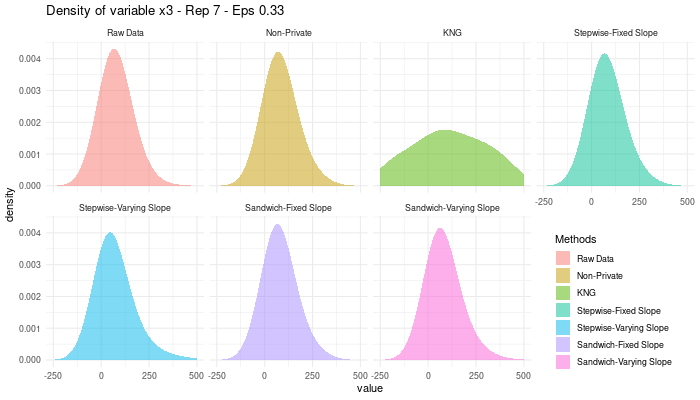 Density of variable x3 - Rep 7 - Eps 0.33
Raw Data
Non-Private
KNG
Stepwise-Fixed Slope
0.004
0.003
0.002
0.001
0.000
-250 0 250 500
density
Stepwise-Varying Slope
Sandwich-Fixed Slope
Sandwich-Varying Slope
0.004
0.003
0.002
0.001
0.000
-250 0 250 500
-250 0 250 500
-250 0 250 500
value
Methods
Raw Data
Non-Private
KNG
Stepwise-Fixed Slope
Stepwise-Varying Slope
Sandwich-Fixed Slope
Sandwich-Varying Slope